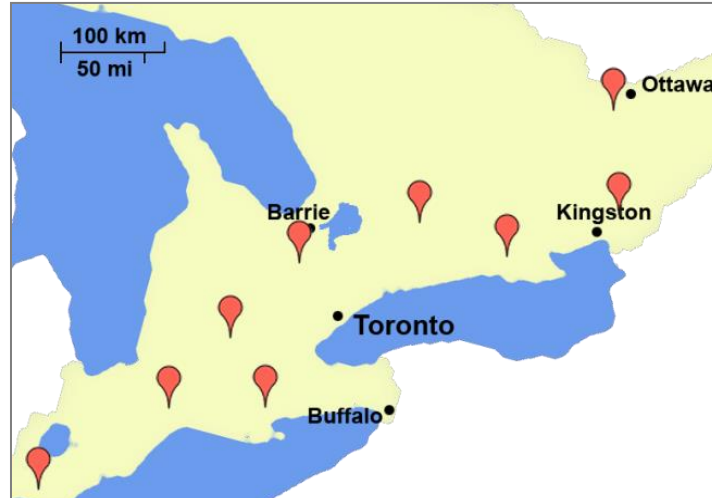 100 km
50 mi
Ottawa
Barrie
Kingston
Toronto
Buffalo